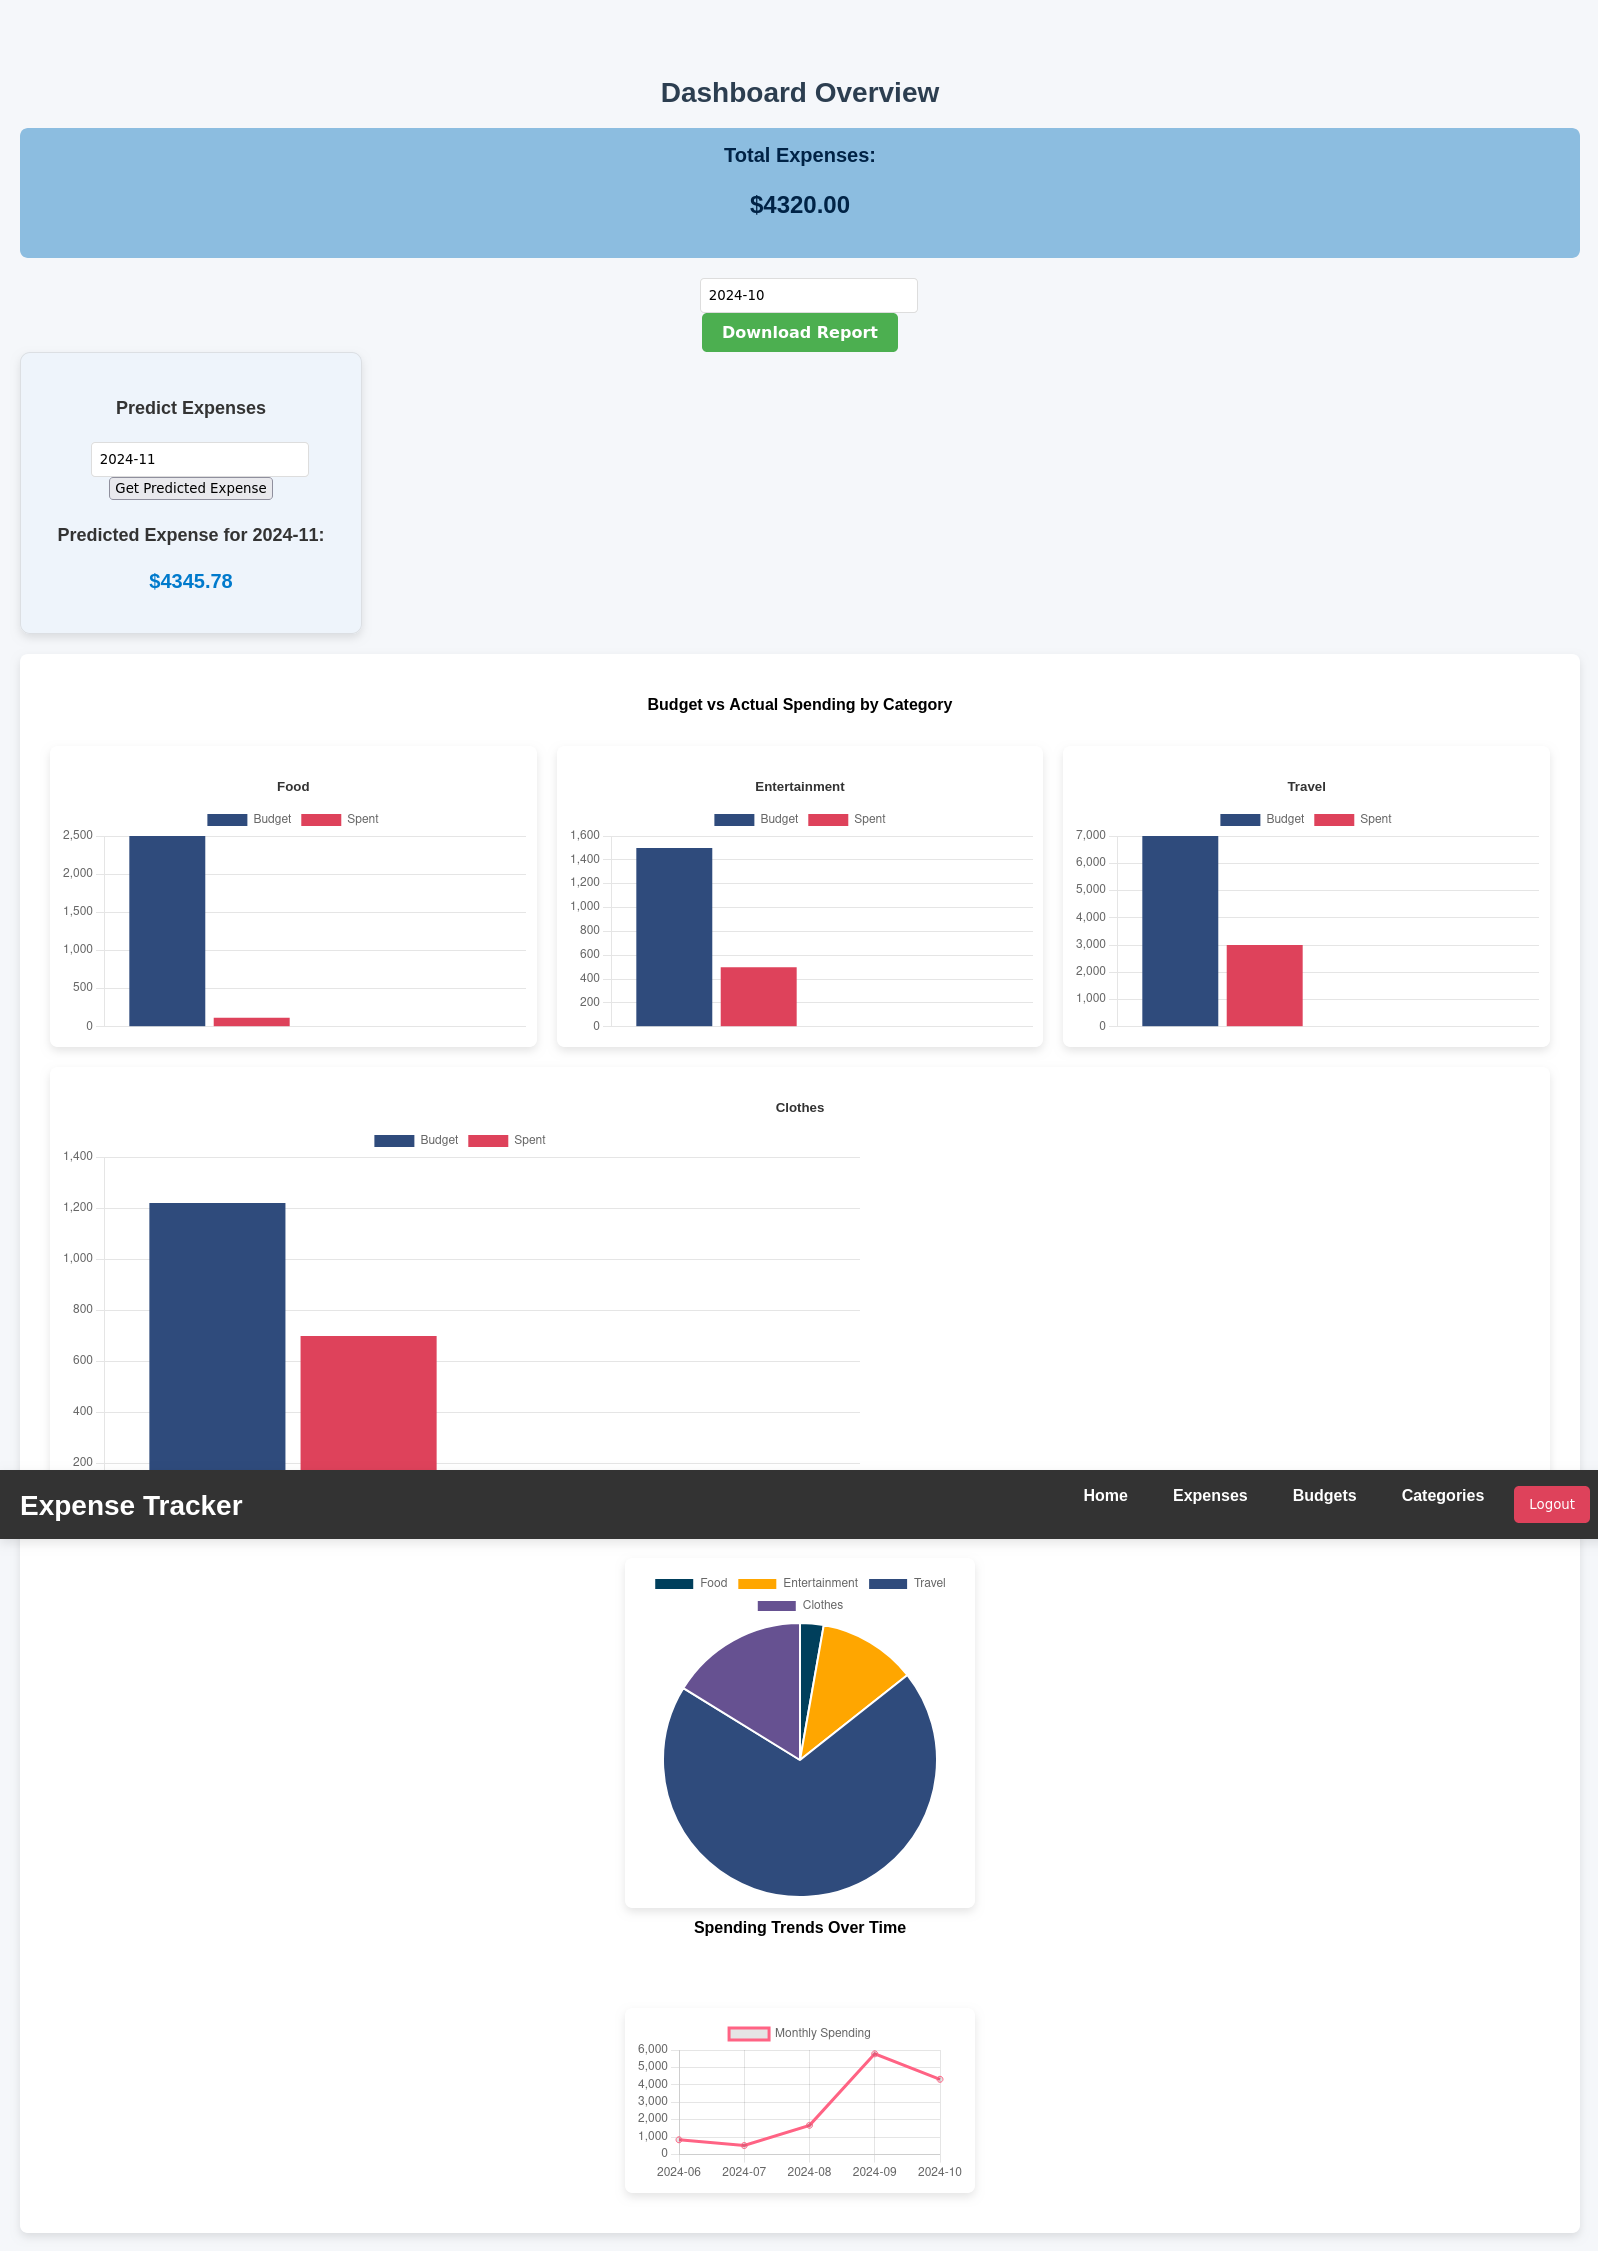 Dashboard Overview
Total Expenses:
$4320.00
2024-10
Download Report
Predict Expenses
2024-11
Get Predicted Expense
Predicted Expense for 2024-11:
$4345.78
Budget vs Actual Spending by Category
Food
Budget Spent
2,500
2,000
1,500
1,000
500
0
Entertainment
Budget Spent
1,600
1,400
1,200
1,000
800
600
400
200
0
Travel
Budget Spent
7,000
6,000
5,000
4,000
3,000
2,000
1,000
0
Clothes
Budget Spent
1,400
1,200
1,000
800
600
400
200
Expense Tracker Home Expenses Budgets Categories Logout
Food Entertainment Travel
Clothes
Spending Trends Over Time
Monthly Spending
6,000
5,000
4,000
3,000
2,000
1,000
0
2024-06 2024-07 2024-08 2024-09 2024-10